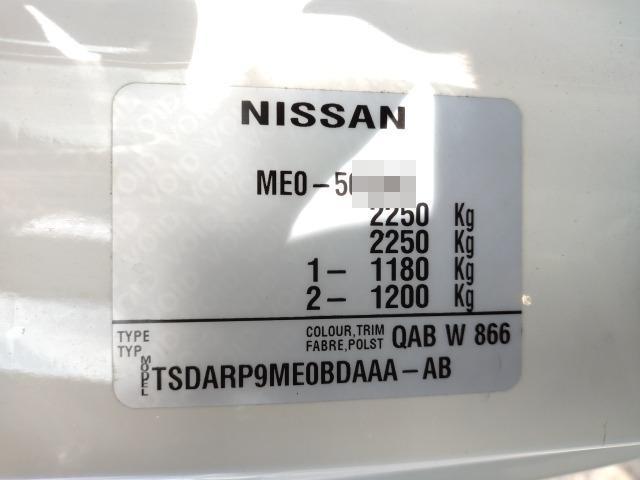 NISSAN
ME0-50
2250 Kg
2250 Kg
1- 1180 Kg
2- 1200 Kg
TYPE
TYP
COLOUR,TRIM
FABRE,POLST
QAB W 866
MODEL
TSDARP9ME0BDAAA-AB